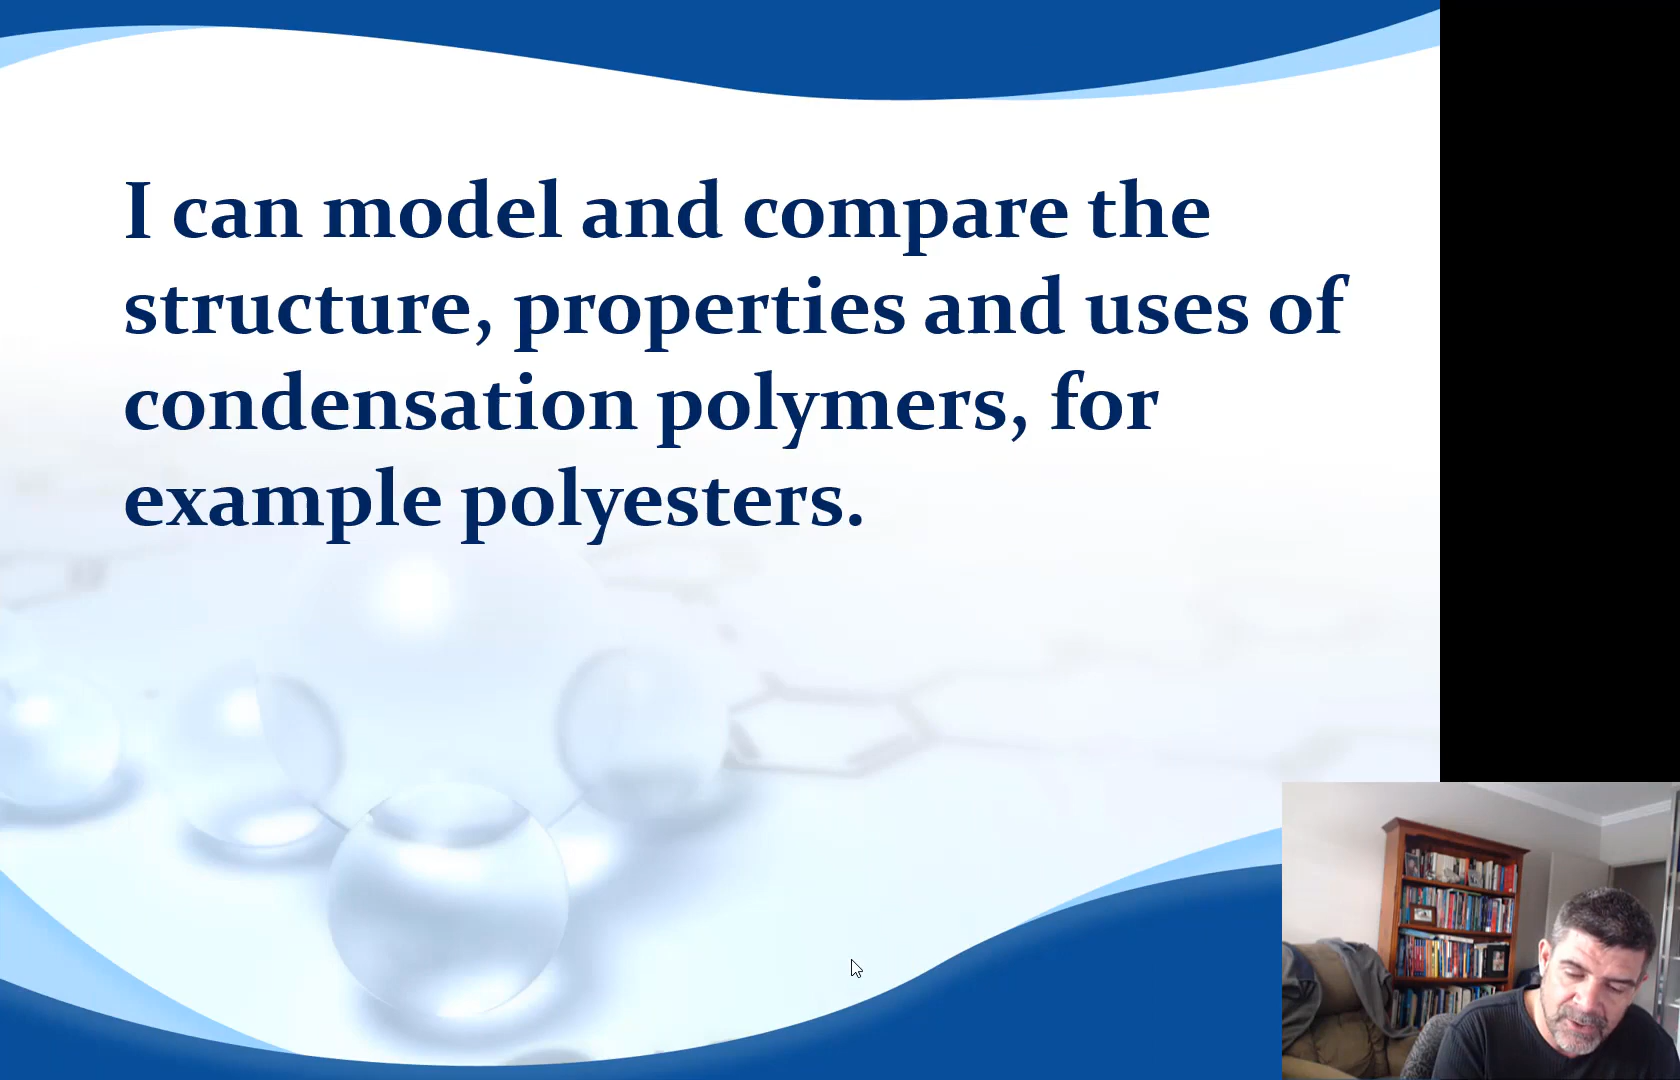 I can model and compare the
structure, properties and uses of
condensation polymers, for
example polyesters.